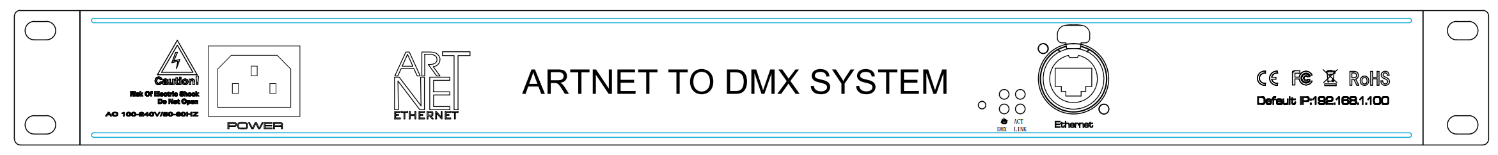 Caution!
Risk Of Electric Shock
Do Not Open
AC 100-240V/50-60HZ
POWER
ART
NET
ETHERNET
ARTNET TO DMX SYSTEM
ACT
DMX LINK
Ethernet
CE FC RoHS
Default IP:192.168.1.100